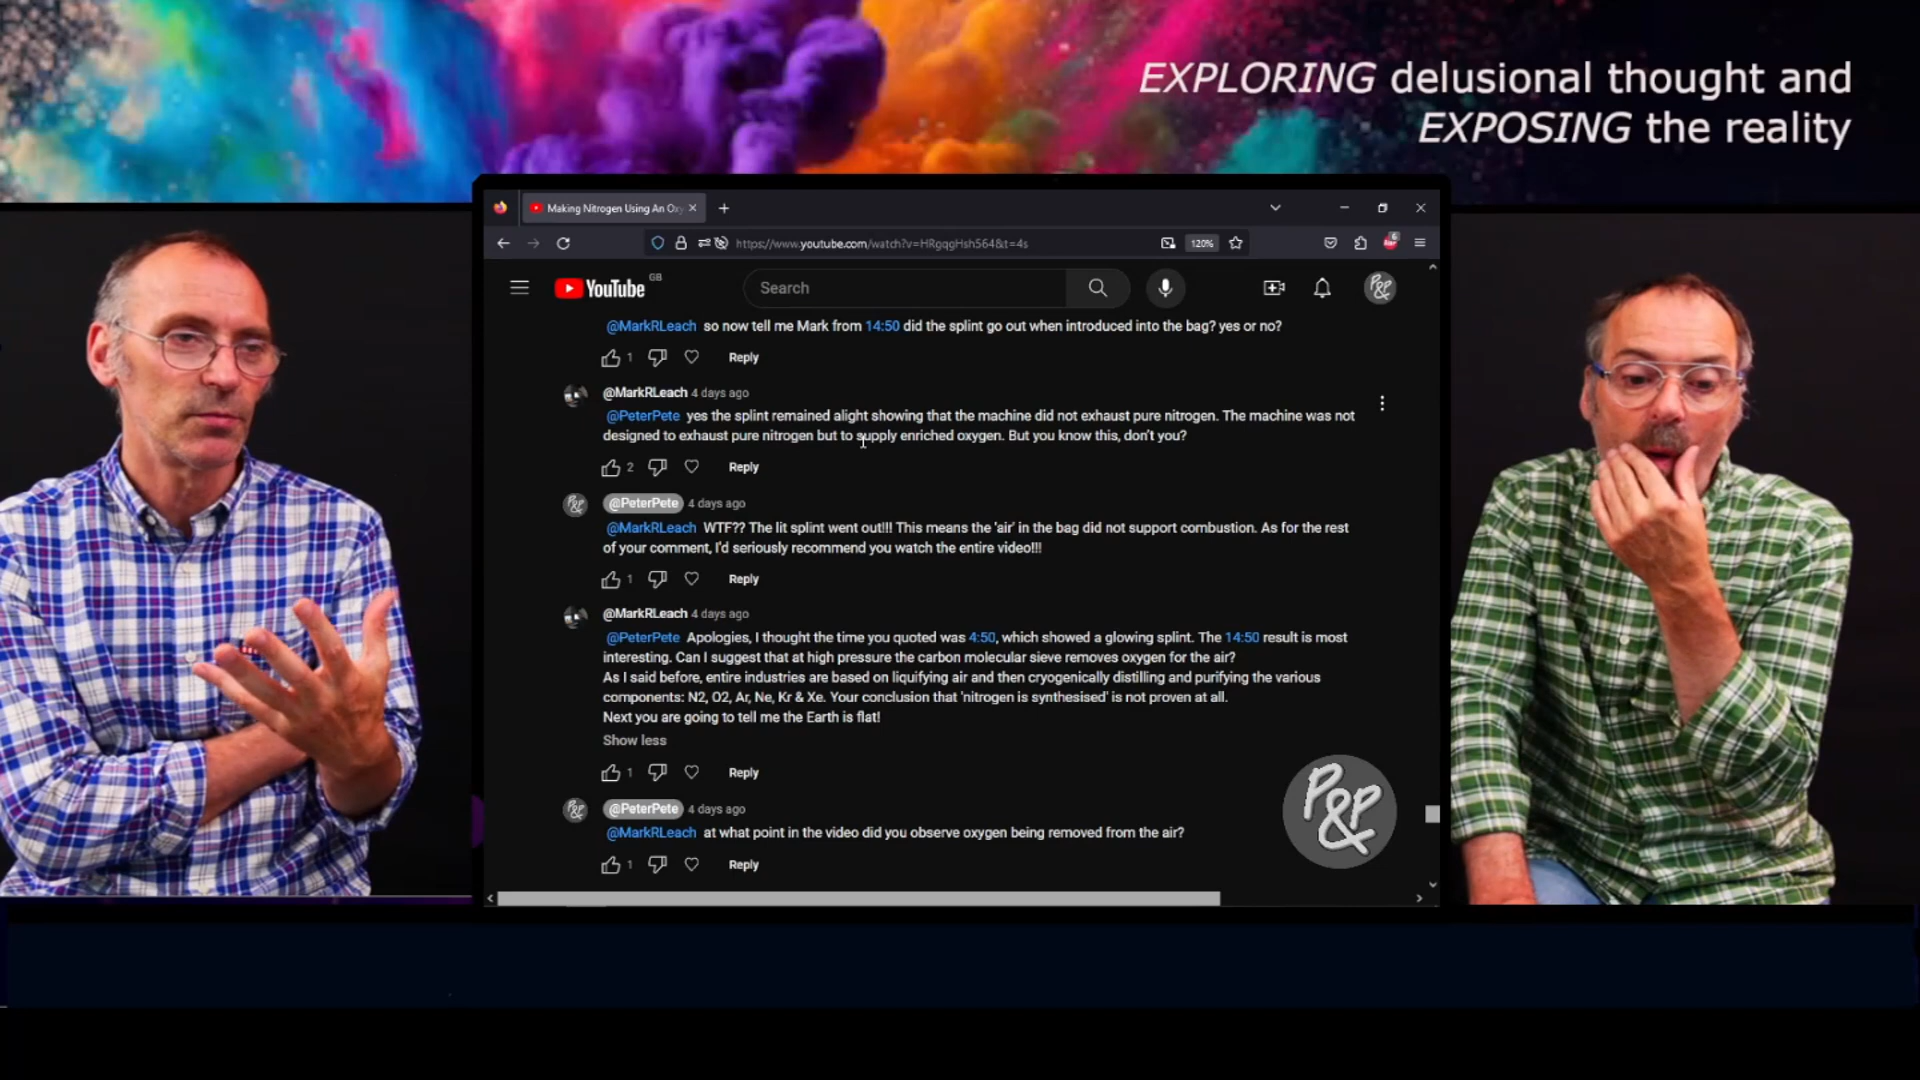 EXPLORING delusional thought and
EXPOSING the reality
Making Nitrogen Using An Oxy
https://www.youtube.com/watch?v=HRgqgHsh564&t=4s
120%
6
YouTube GB
Search
P&P
@MarkRLeach so now tell me Mark from 14:50 did the splint go out when introduced into the bag? yes or no?
1 Reply
@MarkRLeach 4 days ago
@PeterPete yes the splint remained alight showing that the machine did not exhaust pure nitrogen. The machine was not
designed to exhaust pure nitrogen but to supply enriched oxygen. But you know this, don't you?
2 Reply
P&P @PeterPete 4 days ago
@MarkRLeach WTF?? The lit splint went out!!! This means the 'air' in the bag did not support combustion. As for the rest
of your comment, I'd seriously recommend you watch the entire video!!!
1 Reply
@MarkRLeach 4 days ago
@PeterPete Apologies, I thought the time you quoted was 4:50, which showed a glowing splint. The 14:50 result is most
interesting. Can I suggest that at high pressure the carbon molecular sieve removes oxygen for the air?
As I said before, entire industries are based on liquifying air and then cryogenically distilling and purifying the various
components: N2, O2, Ar, Ne, Kr & Xe. Your conclusion that 'nitrogen is synthesised' is not proven at all.
Next you are going to tell me the Earth is flat!
Show less
1 Reply
P&P @PeterPete 4 days ago
@MarkRLeach at what point in the video did you observe oxygen being removed from the air?
1 Reply
P&P